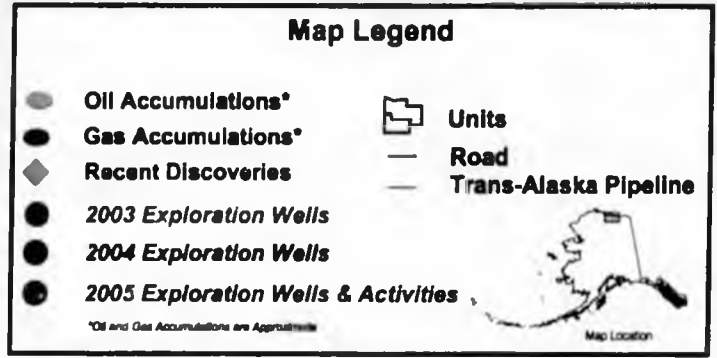 Map Legend
Oil Accumulations*
Gas Accumulations*
Recent Discoveries
2003 Exploration Wells
2004 Exploration Wells
2005 Exploration Wells & Activities
*Oil and Gas Accumulations are Approximate
Units
Road
Trans-Alaska Pipeline
Map Location